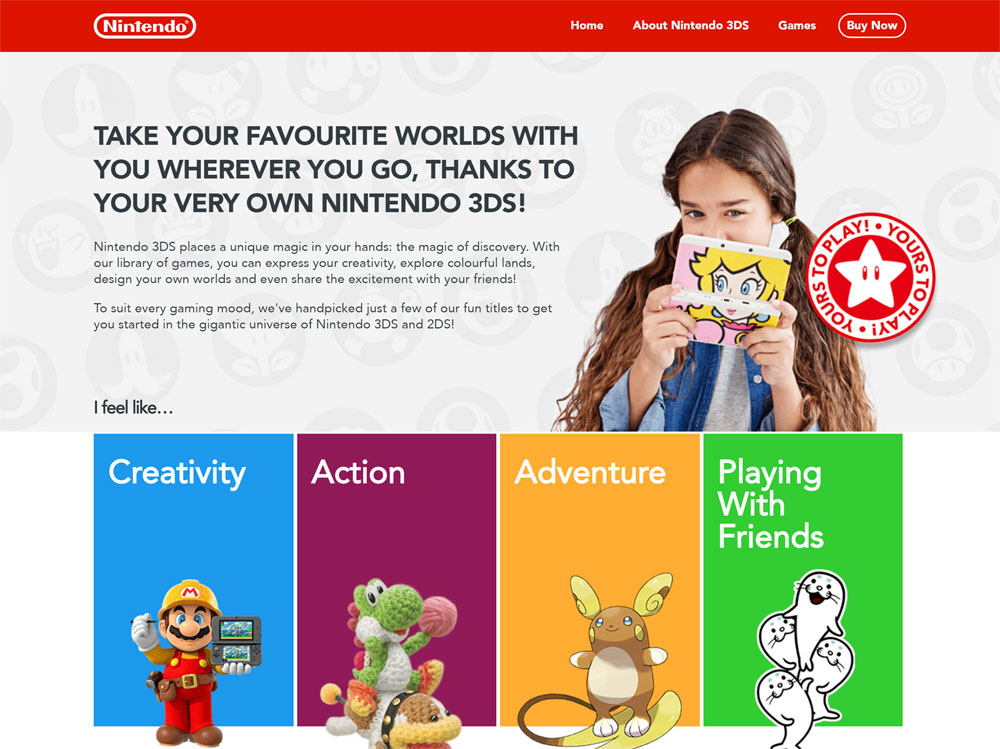 Nintendo®
Home
About Nintendo 3DS
Games
Buy Now
TAKE YOUR FAVOURITE WORLDS WITH
YOU WHEREVER YOU GO, THANKS TO
YOUR VERY OWN NINTENDO 3DS!
Nintendo 3DS places a unique magic in your hands: the magic of discovery. With
our library of games, you can express your creativity, explore colourful lands,
design your own worlds and even share the excitement with your friends!
To suit every gaming mood, we've handpicked just a few of our fun titles to get
you started in the gigantic universe of Nintendo 3DS and 2DS!
YOURS TO PLAY! • YOURS TO PLAY! •
I feel like...
Creativity
Action
Adventure
Playing
With
Friends
M